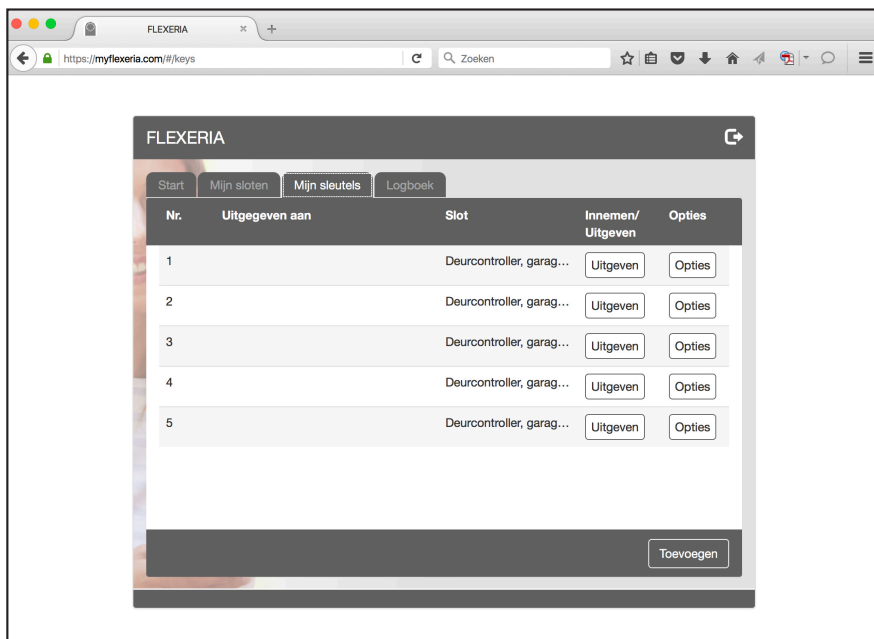 FLEXERIA
https://myflexeria.com/#/keys
Zoeken
FLEXERIA
Start Mijn sloten Mijn sleutels Logboek
Nr. Uitgegeven aan Slot Innemen/ Opties
Uitgeven
1 Deurcontroller, garag... Uitgeven Opties
2 Deurcontroller, garag... Uitgeven Opties
3 Deurcontroller, garag... Uitgeven Opties
4 Deurcontroller, garag... Uitgeven Opties
5 Deurcontroller, garag... Uitgeven Opties
Toevoegen